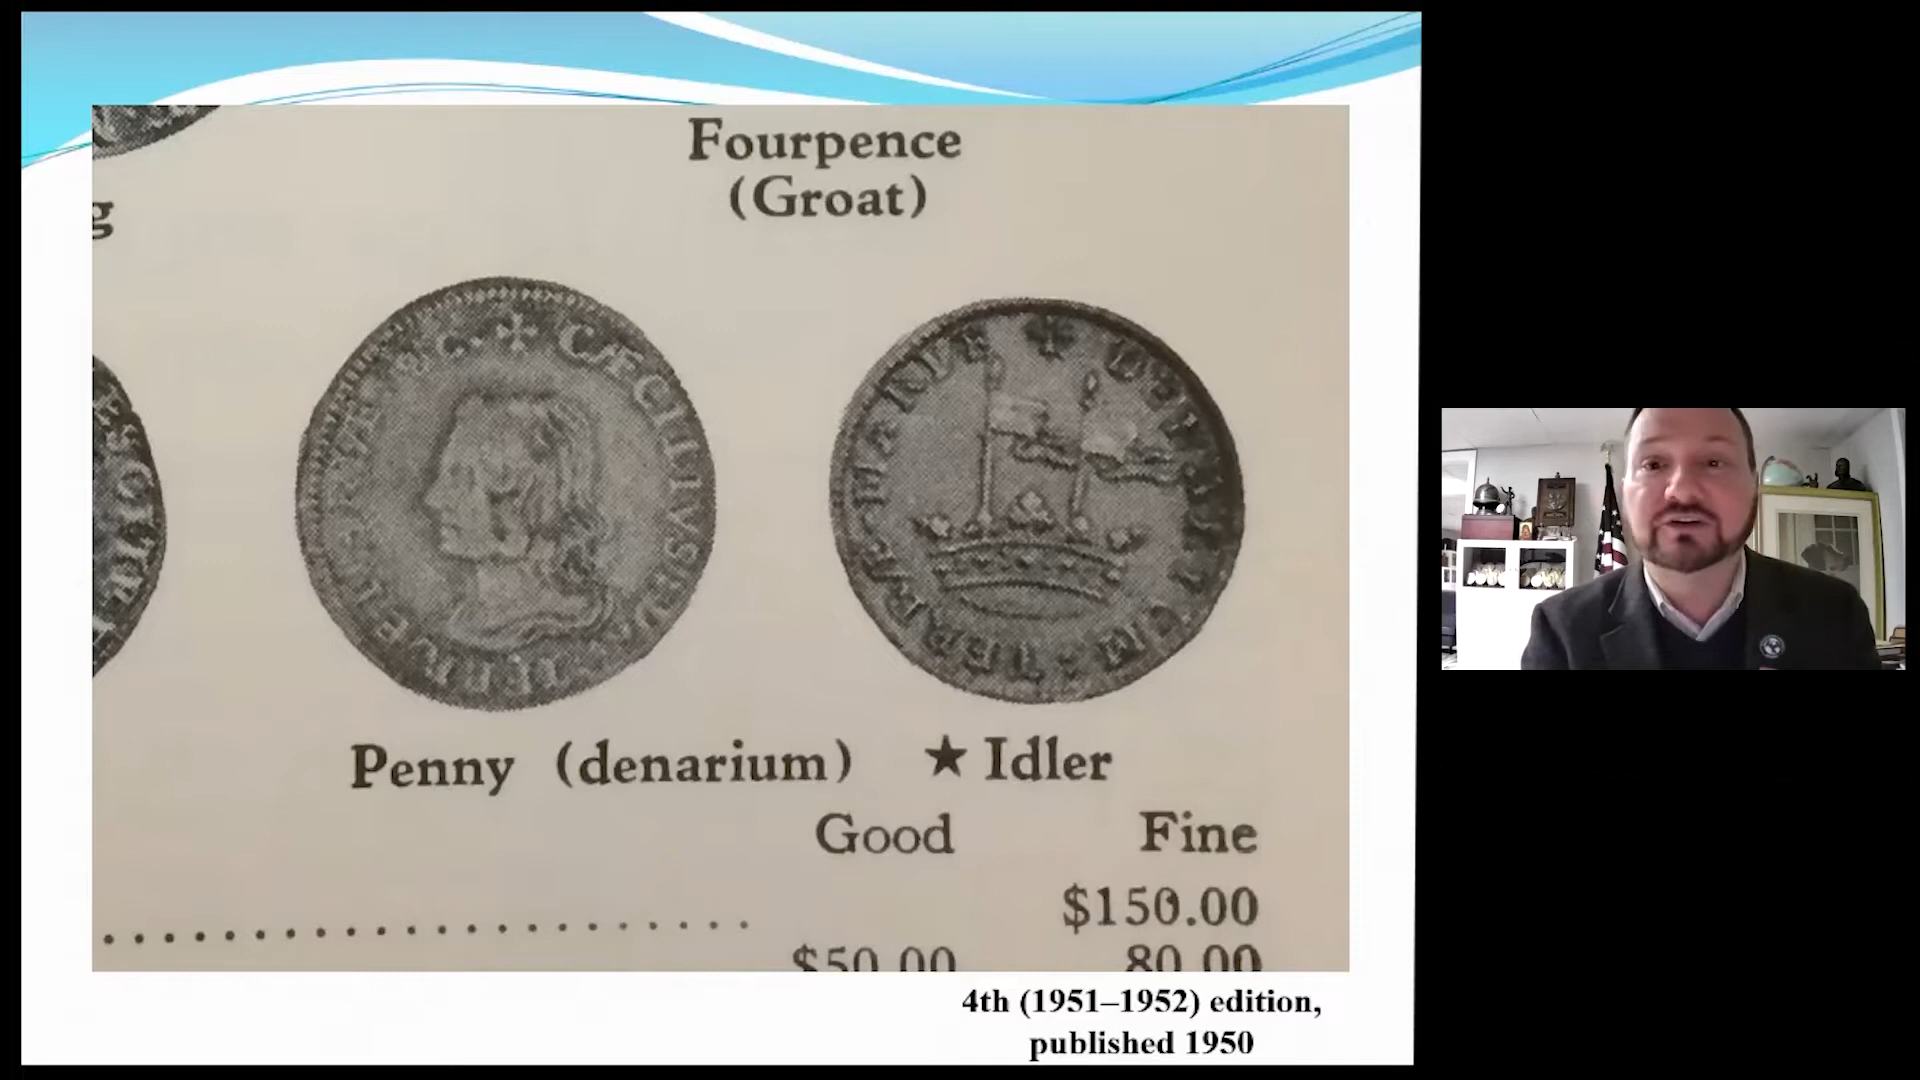 Fourpence
(Groat)
g
Penny (denarium) ★ Idler
Good Fine
$150.00
$50.00 80.00
4th (1951–1952) edition,
published 1950